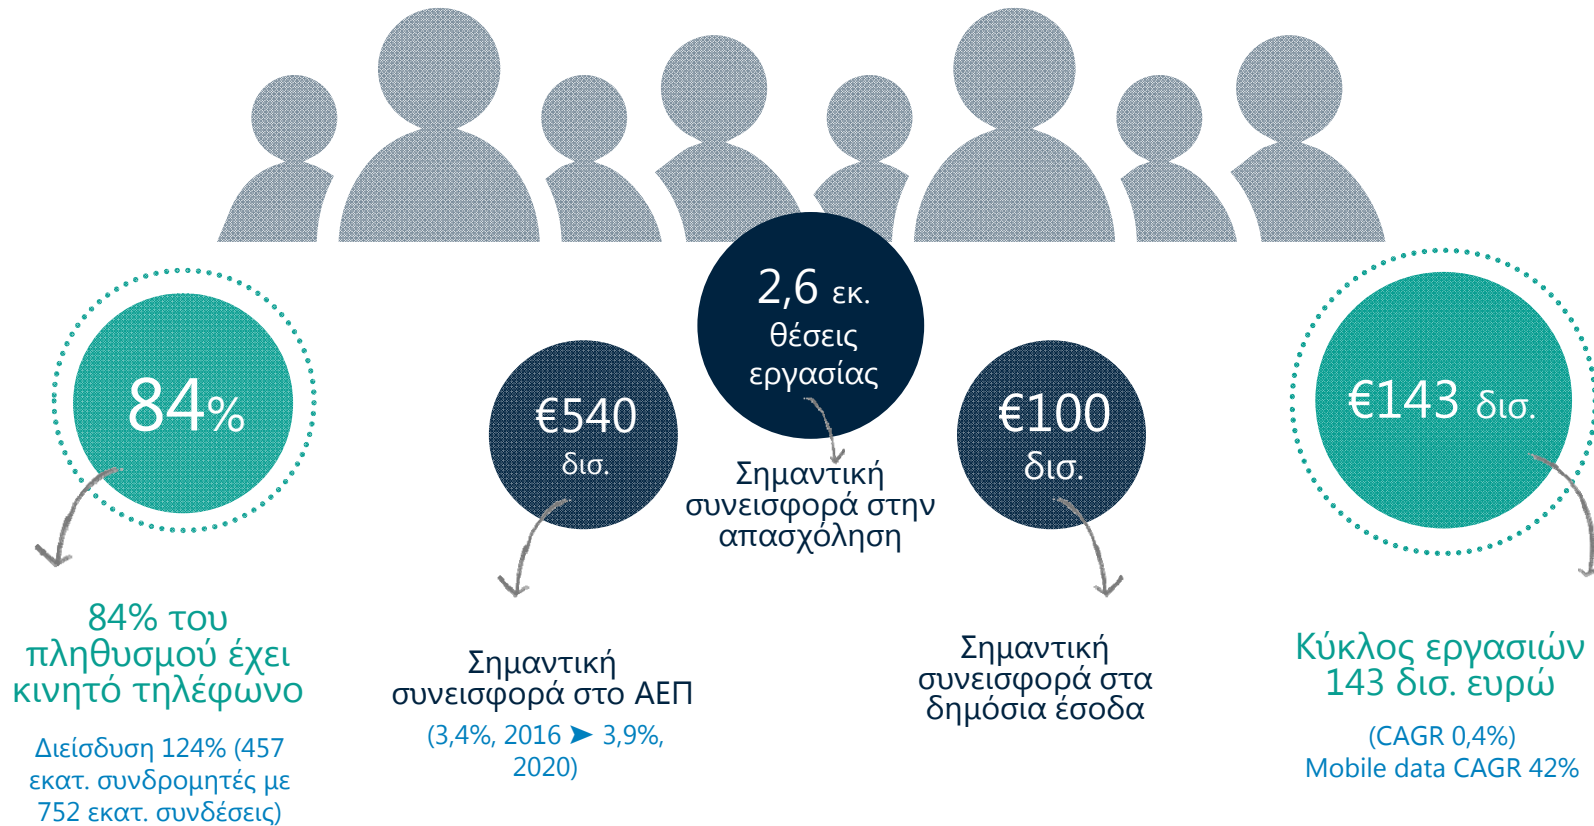 84%
84% του
πληθυσμού έχει
κινητό τηλέφωνο
Διείσδυση 124% (457
εκατ. συνδρομητές με
752 εκατ. συνδέσεις)
€540
δισ.
Σημαντική
συνεισφορά στο ΑΕΠ
(3,4%, 2016 ➤ 3,9%,
2020)
2,6 εκ.
θέσεις
εργασίας
Σημαντική
συνεισφορά στην
απασχόληση
€100
δισ.
Σημαντική
συνεισφορά στα
δημόσια έσοδα
€143 δισ.
Κύκλος εργασιών
143 δισ. ευρώ
(CAGR 0,4%)
Mobile data CAGR 42%